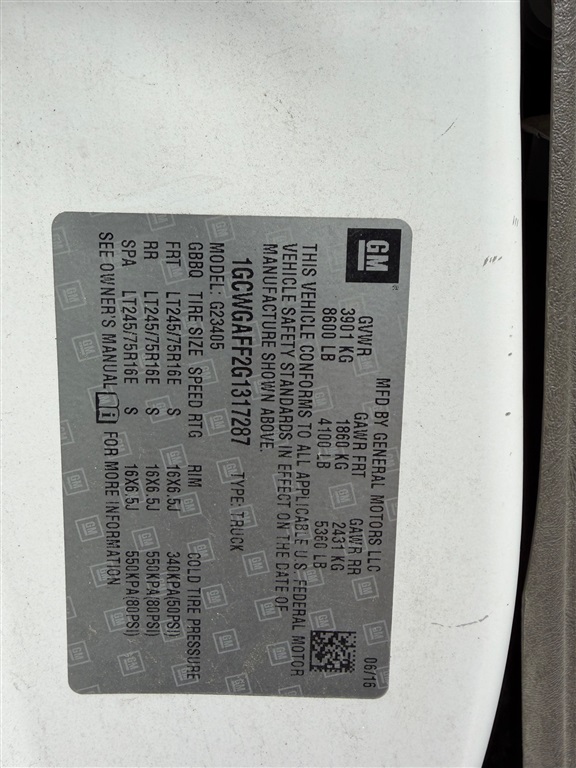 GM
MFD BY GENERAL MOTORS LLC 06/16
GVWR GAWR FRT GAWR RR
3901 KG 1860 KG 2431 KG
8600 LB 4100 LB 5360 LB
THIS VEHICLE CONFORMS TO ALL APPLICABLE U.S. FEDERAL MOTOR
VEHICLE SAFETY STANDARDS IN EFFECT ON THE DATE OF
MANUFACTURE SHOWN ABOVE.
1GCWGAFF2G1317287 TYPE: TRUCK
MODEL: G23405
GBBO TIRE SIZE SPEED RTG RIM COLD TIRE PRESSURE
FRT LT245/75R16E S 16X6.5J 340KPA(50PSI)
RR LT245/75R16E S 16X6.5J 550KPA(80PSI)
SPA LT245/75R16E S 16X6.5J 550KPA(80PSI)
SEE OWNER'S MANUAL FOR MORE INFORMATION